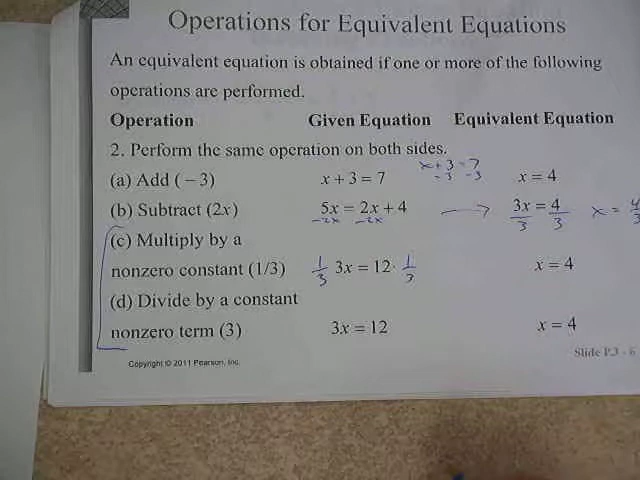 Operations for Equivalent Equations
An equivalent equation is obtained if one or more of the following
operations are performed.
Operation Given Equation Equivalent Equation
2. Perform the same operation on both sides.
x+3=7
-3 -3
(a) Add (−3) x + 3 = 7 x = 4
(b) Subtract (2x) 5x = 2x + 4 → 3x = 4 x = 4/3
-2x -2x 3 3
(c) Multiply by a
nonzero constant (1/3) 1/3 3x = 12 · 1/3 x = 4
(d) Divide by a constant
nonzero term (3) 3x = 12 x = 4
Slide P.3 - 6
Copyright © 2011 Pearson, Inc.